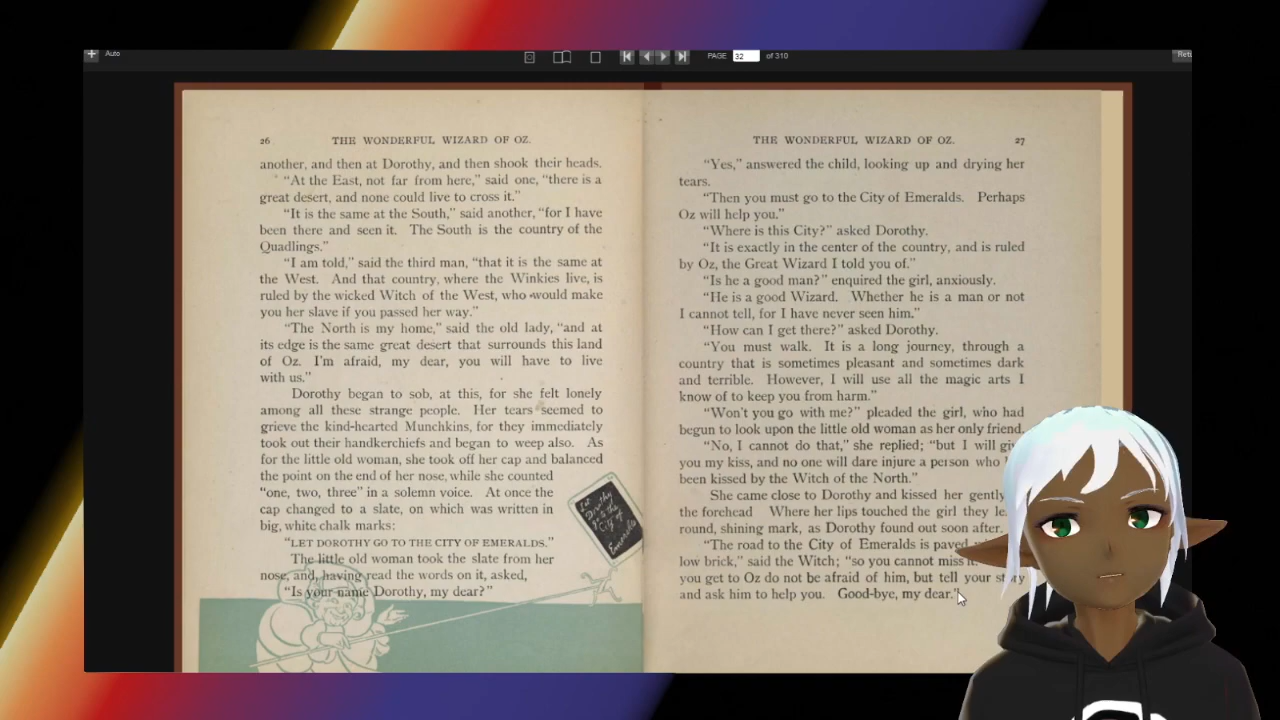 Auto
PAGE 32 of 310
26 THE WONDERFUL WIZARD OF OZ.
another, and then at Dorothy, and then shook their heads.
“At the East, not far from here,” said one, “there is a
great desert, and none could live to cross it.”
“It is the same at the South,” said another, “for I have
been there and seen it. The South is the country of the
Quadlings.”
“I am told,” said the third man, “that it is the same at
the West. And that country, where the Winkies live, is
ruled by the wicked Witch of the West, who would make
you her slave if you passed her way.”
“The North is my home,” said the old lady, “and at
its edge is the same great desert that surrounds this land
of Oz. I'm afraid, my dear, you will have to live
with us.”
Dorothy began to sob, at this, for she felt lonely
among all these strange people. Her tears seemed to
grieve the kind-hearted Munchkins, for they immediately
took out their handkerchiefs and began to weep also. As
for the little old woman, she took off her cap and balanced
the point on the end of her nose, while she counted
“one, two, three” in a solemn voice. At once the
cap changed to a slate, on which was written in
big, white chalk marks:
“LET DOROTHY GO TO THE CITY OF EMERALDS.”
The little old woman took the slate from her
nose, and, having read the words on it, asked,
“Is your name Dorothy, my dear?”
Let
Dorothy
go to the
City of
Emeralds
THE WONDERFUL WIZARD OF OZ. 27
“Yes,” answered the child, looking up and drying her
tears.
“Then you must go to the City of Emeralds. Perhaps
Oz will help you.”
“Where is this City?” asked Dorothy.
“It is exactly in the center of the country, and is ruled
by Oz, the Great Wizard I told you of.”
“Is he a good man?” enquired the girl, anxiously.
“He is a good Wizard. Whether he is a man or not
I cannot tell, for I have never seen him.”
“How can I get there?” asked Dorothy.
“You must walk. It is a long journey, through a
country that is sometimes pleasant and sometimes dark
and terrible. However, I will use all the magic arts I
know of to keep you from harm.”
“Won't you go with me?” pleaded the girl, who had
begun to look upon the little old woman as her only friend.
“No, I cannot do that,” she replied; “but I will
you my kiss, and no one will dare injure a person who
been kissed by the Witch of the North.”
She came close to Dorothy and kissed her gently
the forehead Where her lips touched the girl they
round, shining mark, as Dorothy found out soon after.
“The road to the City of Emeralds is paved
low brick,” said the Witch; “so you cannot miss
you get to Oz do not be afraid of him, but tell your story
and ask him to help you. Good-bye, my dear.”